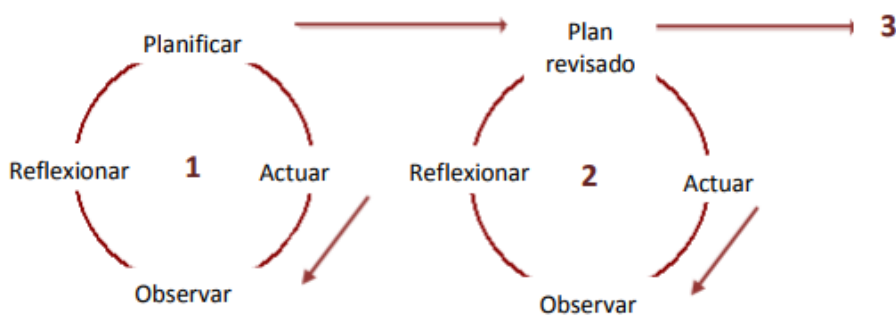 Planificar
Plan
revisado
3
Reflexionar
1
Actuar
Reflexionar
2
Actuar
Observar
Observar